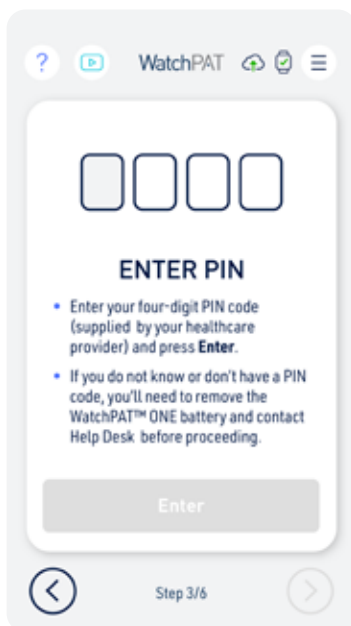 ?
WatchPAT
ENTER PIN
• Enter your four-digit PIN code
(supplied by your healthcare
provider) and press Enter.
• If you do not know or don't have a PIN
code, you'll need to remove the
WatchPAT™ ONE battery and contact
Help Desk before proceeding.
Enter
Step 3/6